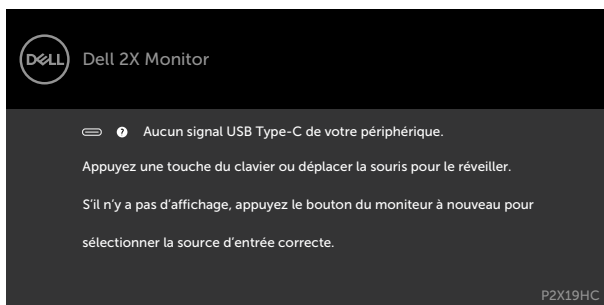 DELL
Dell 2X Monitor
Aucun signal USB Type-C de votre périphérique.
Appuyez une touche du clavier ou déplacer la souris pour le réveiller.
S'il n'y a pas d'affichage, appuyez le bouton du moniteur à nouveau pour
sélectionner la source d'entrée correcte.
P2X19HC